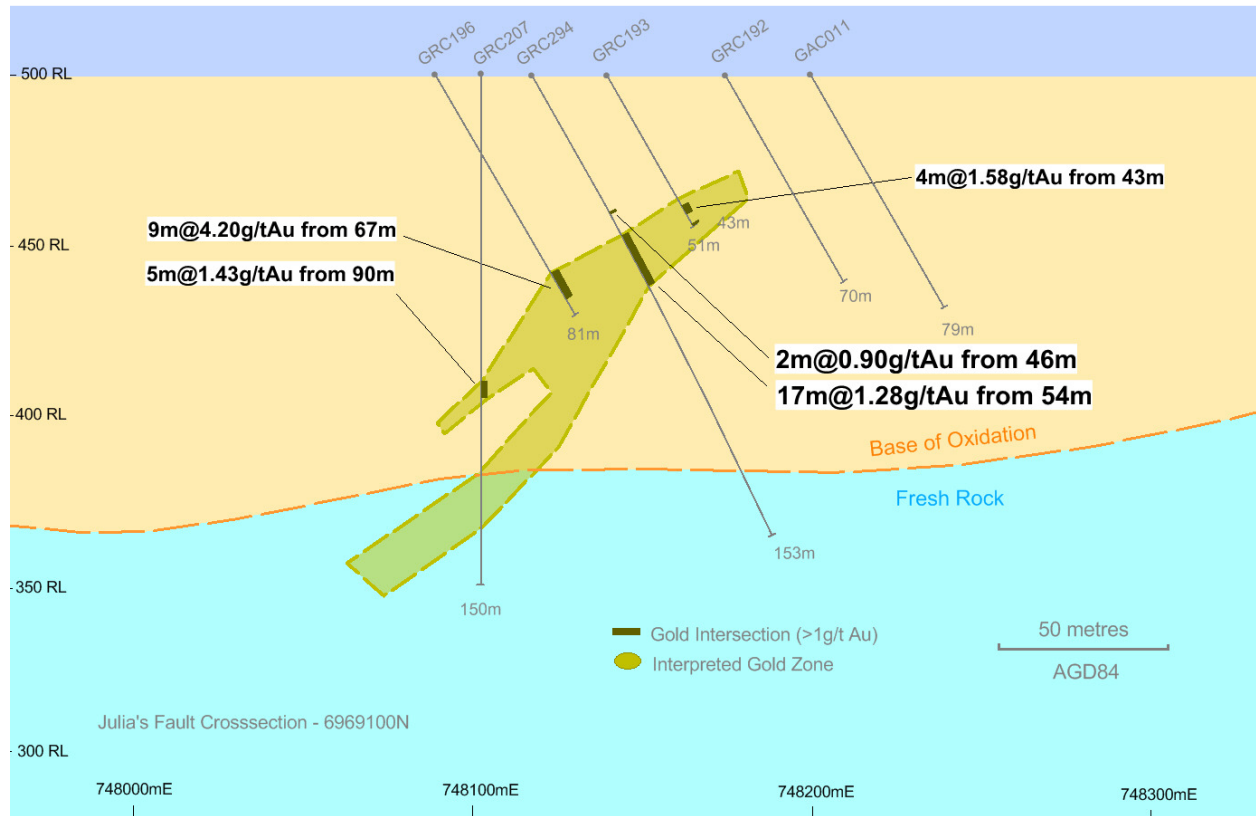 GRC196
GRC207
GRC294
GRC193
GRC192
GAC011
500 RL
4m@1.58g/tAu from 43m
43m
51m
9m@4.20g/tAu from 67m
450 RL
5m@1.43g/tAu from 90m
70m
81m
79m
2m@0.90g/tAu from 46m
17m@1.28g/tAu from 54m
400 RL
Base of Oxidation
Fresh Rock
153m
350 RL
150m
Gold Intersection (>1g/t Au)
50 metres
Interpreted Gold Zone
AGD84
Julia's Fault Crosssection - 6969100N
300 RL
748000mE
748100mE
748200mE
748300mE